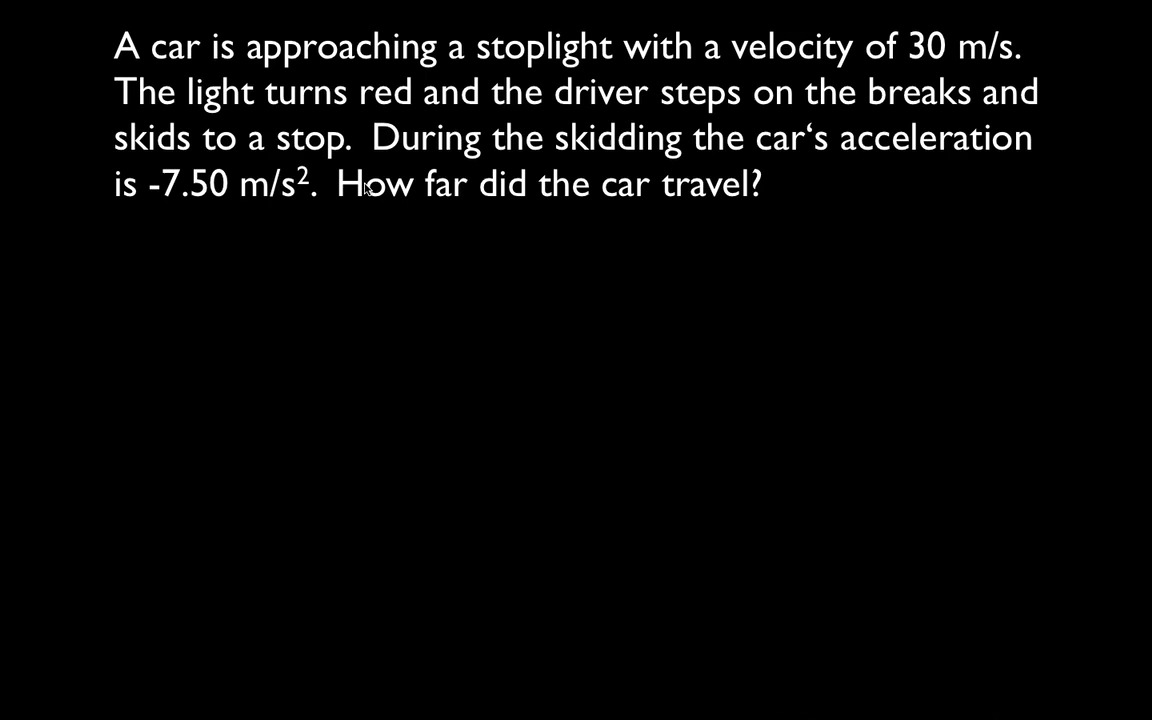 A car is approaching a stoplight with a velocity of 30 m/s.
The light turns red and the driver steps on the breaks and
skids to a stop.  During the skidding the car‘s acceleration
is -7.50 m/s².  How far did the car travel?